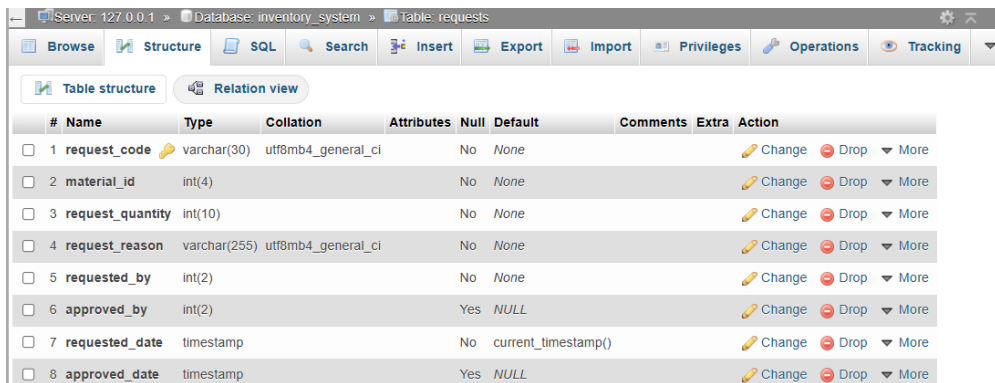 ← Server: 127.0.0.1 » Database: inventory_system » Table: requests
Browse Structure SQL Search Insert Export Import Privileges Operations Tracking
Table structure Relation view
# Name Type Collation Attributes Null Default Comments Extra Action
1 request_code varchar(30) utf8mb4_general_ci No None Change Drop More
2 material_id int(4) No None Change Drop More
3 request_quantity int(10) No None Change Drop More
4 request_reason varchar(255) utf8mb4_general_ci No None Change Drop More
5 requested_by int(2) No None Change Drop More
6 approved_by int(2) Yes NULL Change Drop More
7 requested_date timestamp No current_timestamp() Change Drop More
8 approved_date timestamp Yes NULL Change Drop More